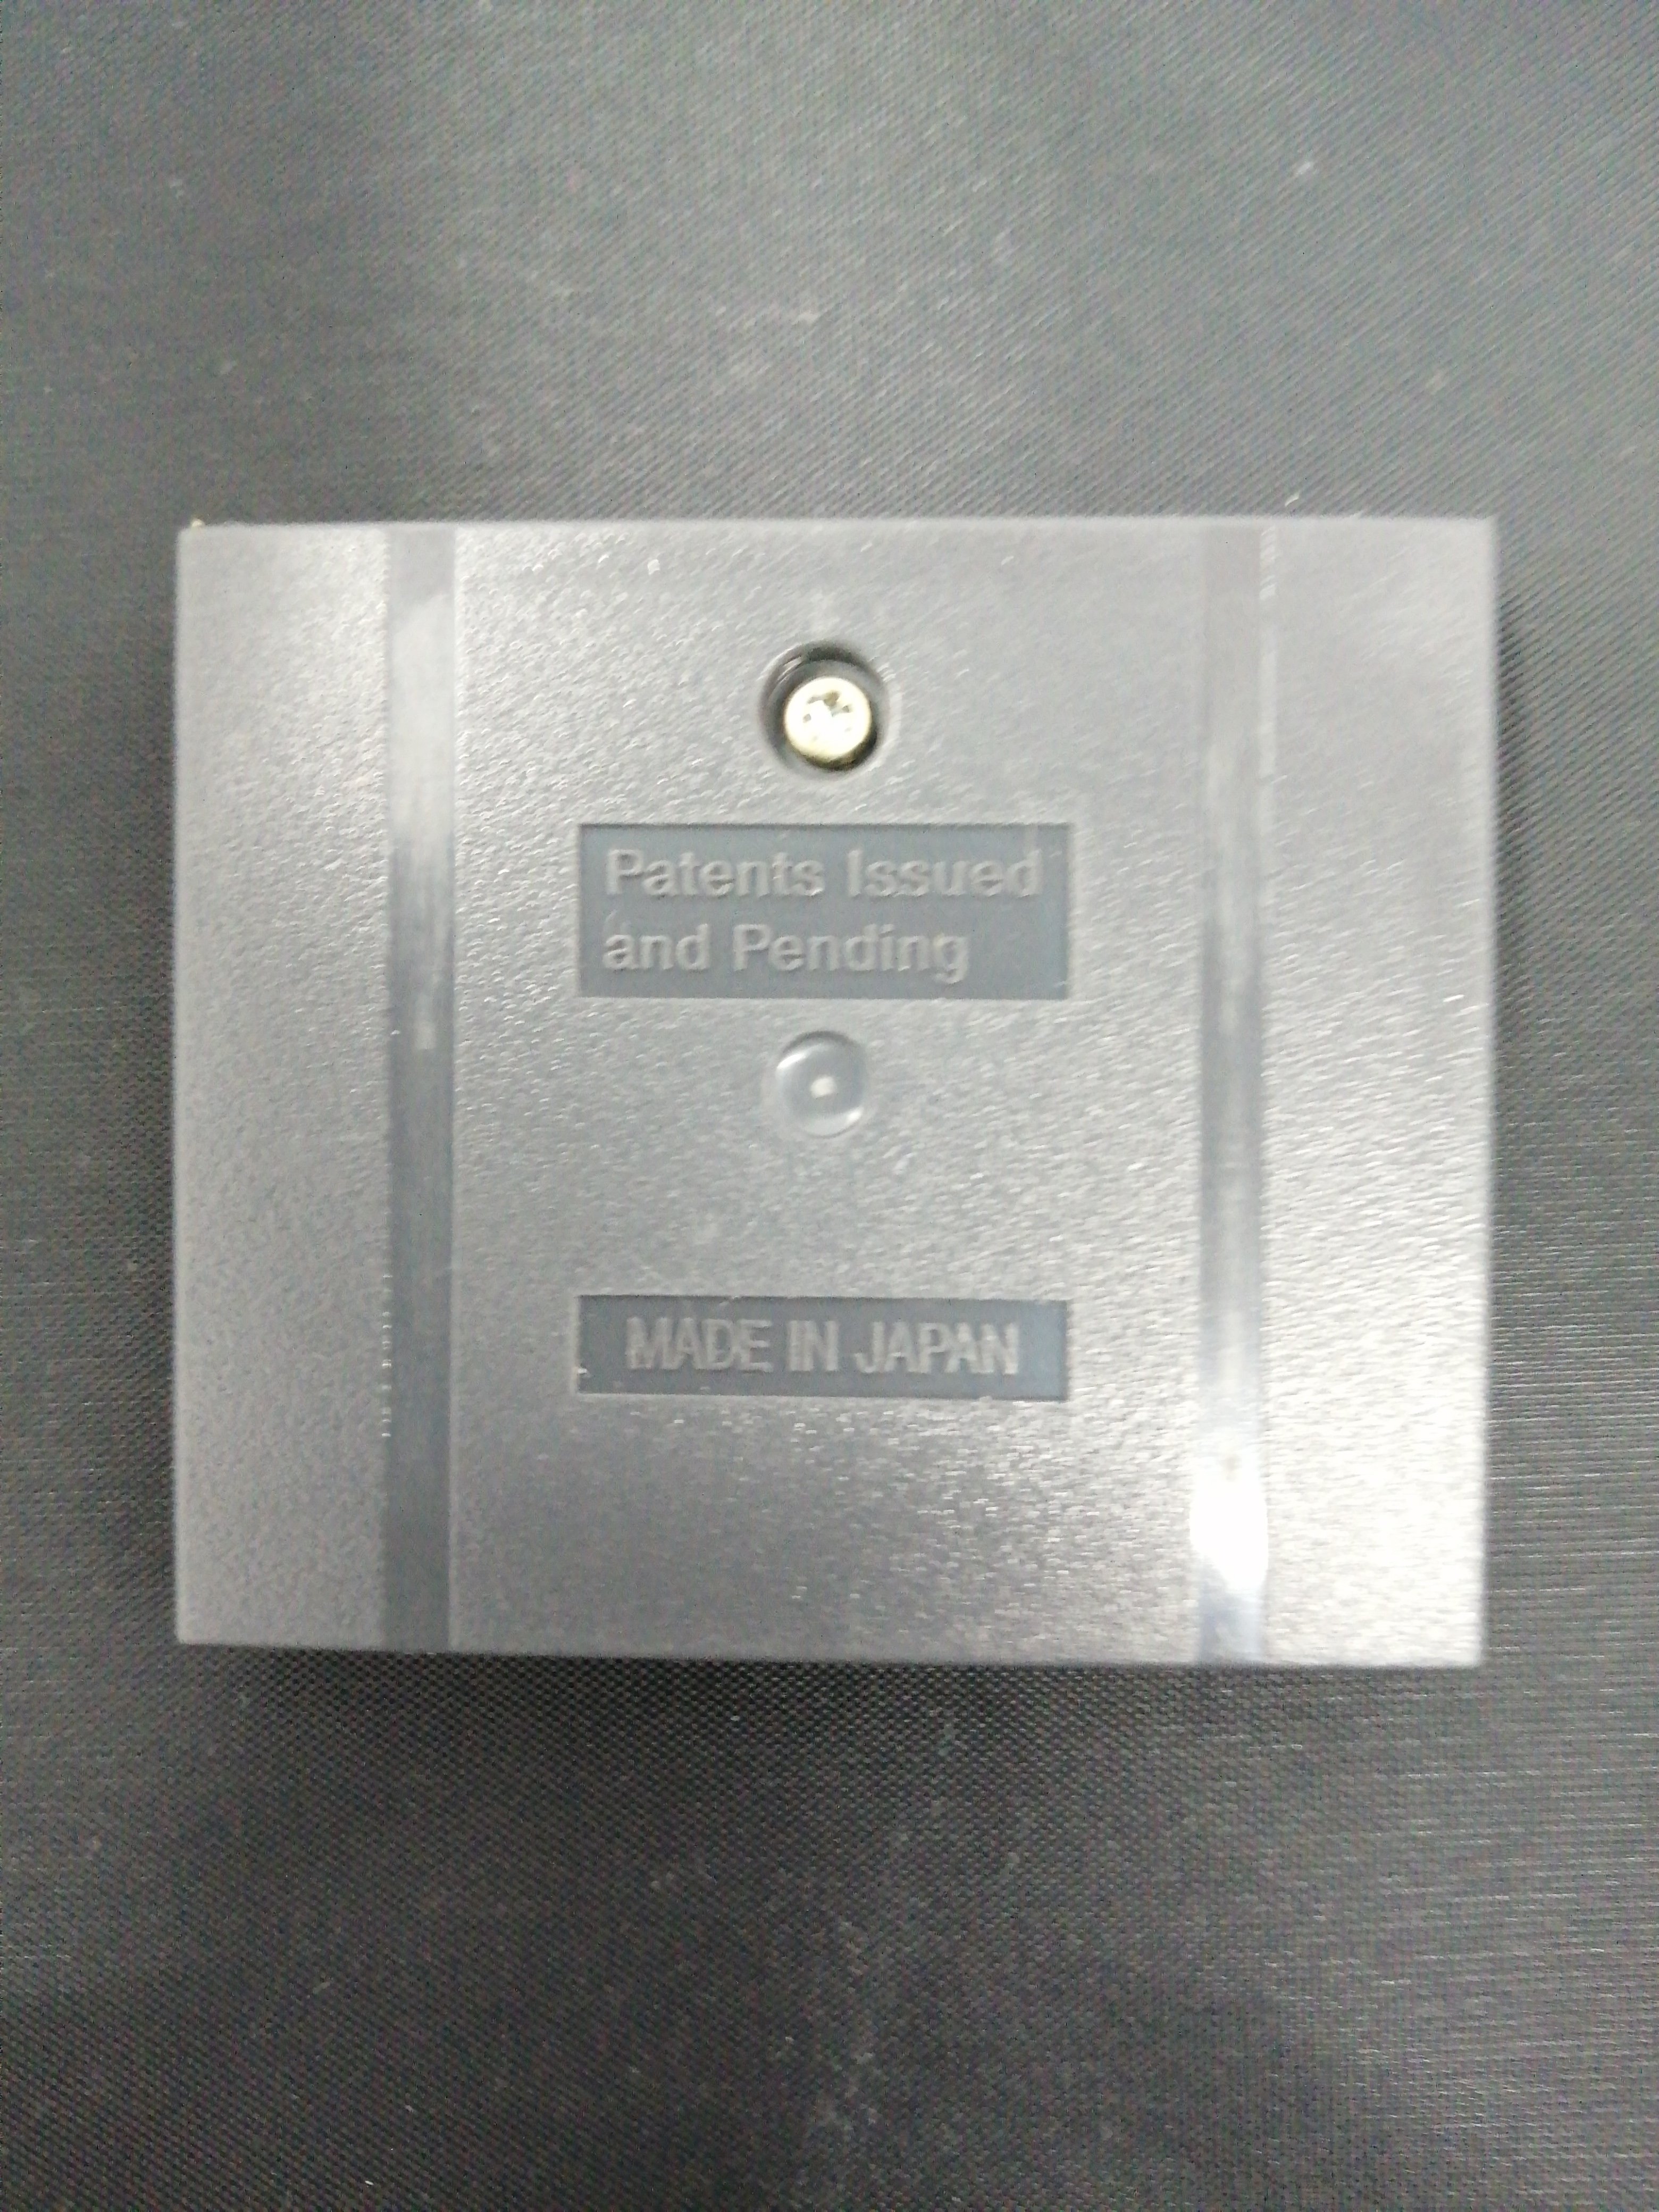 Patents Issued
and Pending
MADE IN JAPAN